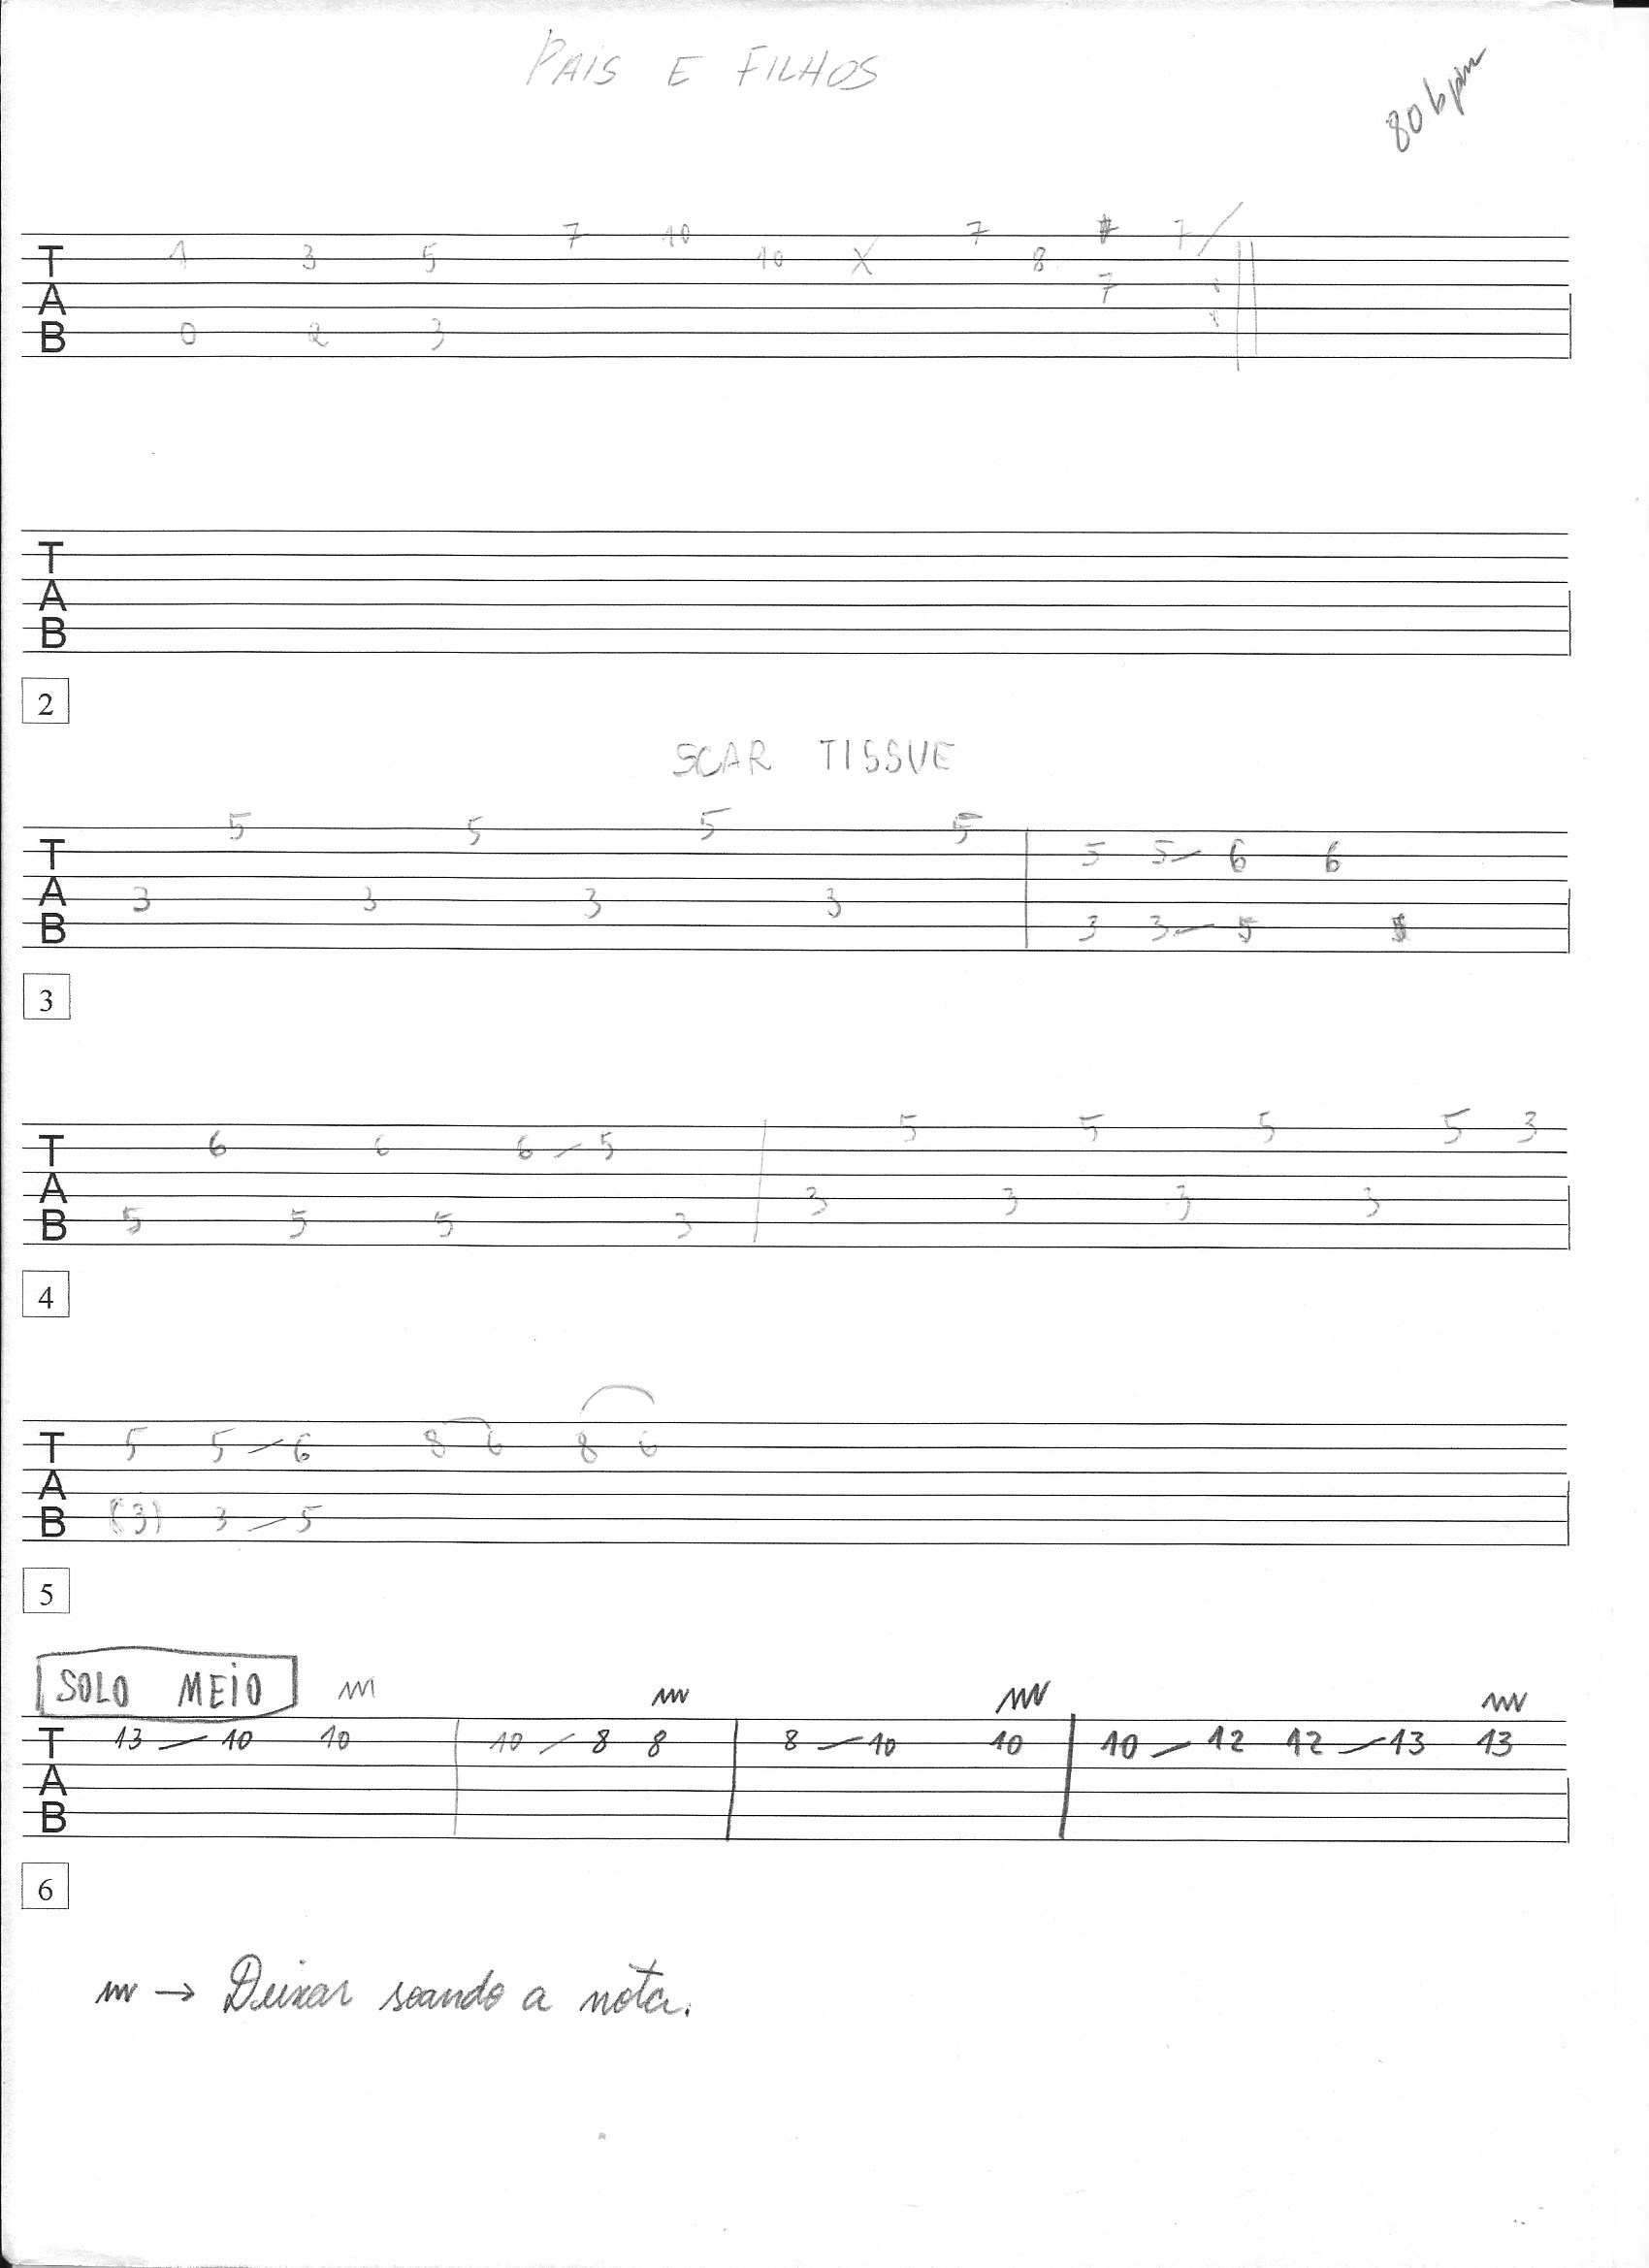 PAIS E FILHOS
80 bpm
T 1 3 5 7 10 10 X 7 8 7 7
A
B 0 2 3
T
A
B
2
SCAR TISSUE
5 5 5 5
T 5 5 6 6
A 3 3 3 3
B 3 3 5
3
5 5 5 5 3
T 6 6 6 5
A 3 3 3 3
B 5 5 5 3
4
T 5 5 6 8 6 8 6
A
B (3) 3 5
5
SOLO MEIO
T 13 10 10 10 8 8 8 10 10 10 12 12 13 13
A
B
6
→ Deixar soando a nota.